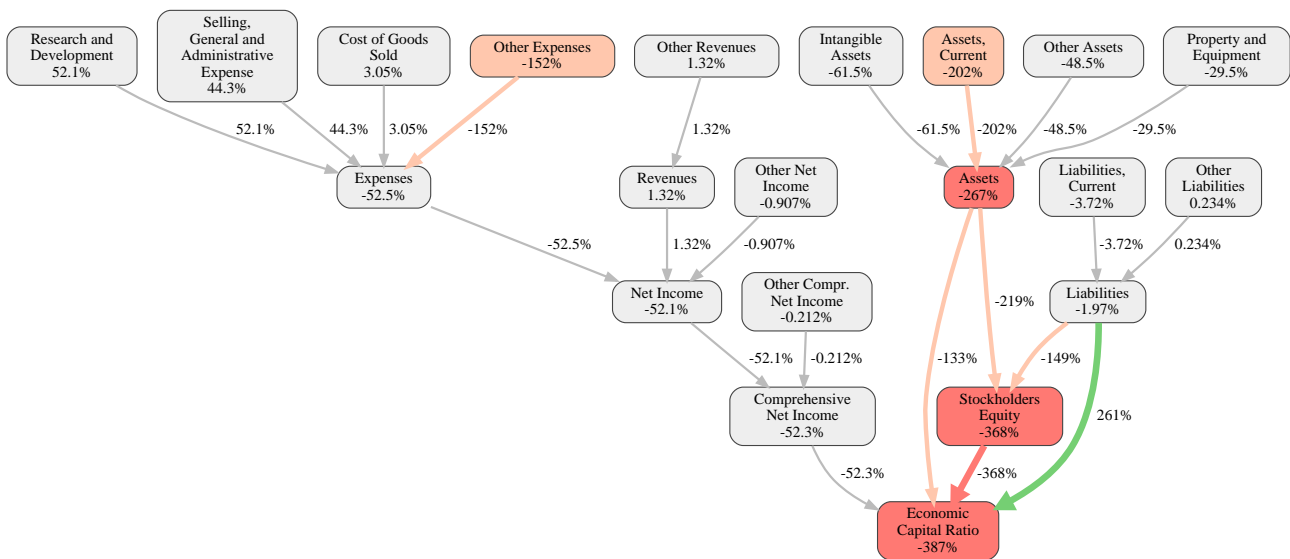 Research and
Development
52.1%
Selling,
General and
Administrative
Expense
44.3%
Cost of Goods
Sold
3.05%
Other Expenses
-152%
Other Revenues
1.32%
Intangible
Assets
-61.5%
Assets,
Current
-202%
Other Assets
-48.5%
Property and
Equipment
-29.5%
52.1%
44.3%
3.05%
-152%
1.32%
-61.5%
-202%
-48.5%
-29.5%
Expenses
-52.5%
Revenues
1.32%
Other Net
Income
-0.907%
Assets
-267%
Liabilities,
Current
-3.72%
Other
Liabilities
0.234%
-52.5%
1.32%
-0.907%
-3.72%
0.234%
Net Income
-52.1%
Other Compr.
Net Income
-0.212%
-219%
Liabilities
-1.97%
-52.1%
-0.212%
-133%
-149%
Comprehensive
Net Income
-52.3%
Stockholders
Equity
-368%
261%
-52.3%
-368%
Economic
Capital Ratio
-387%